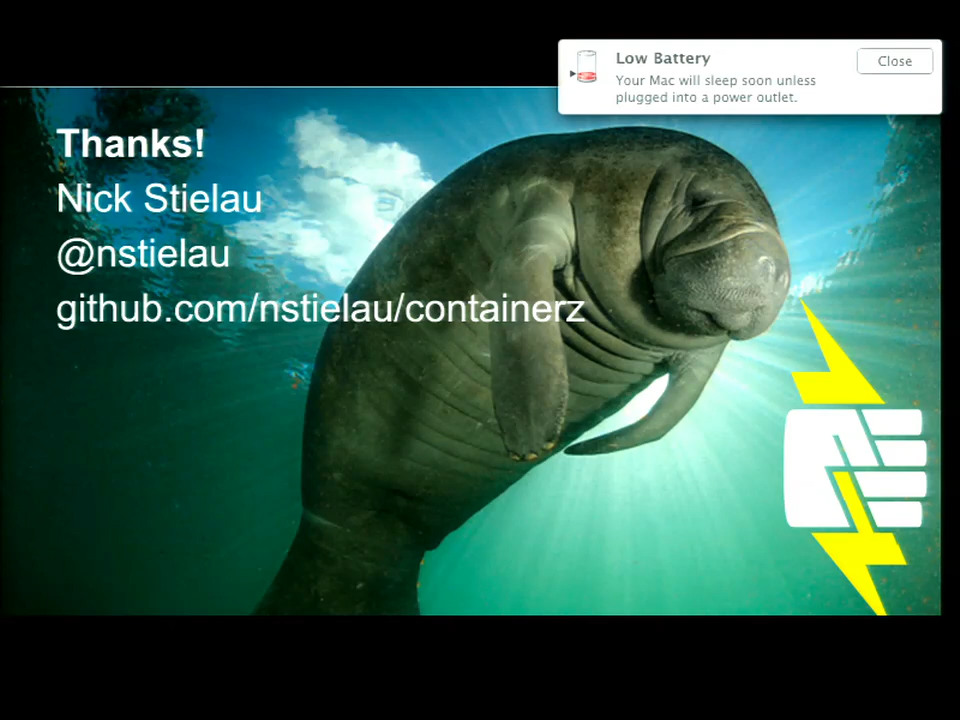 Low Battery
Close
Your Mac will sleep soon unless
plugged into a power outlet.
Thanks!
Nick Stielau
@nstielau
github.com/nstielau/containerz